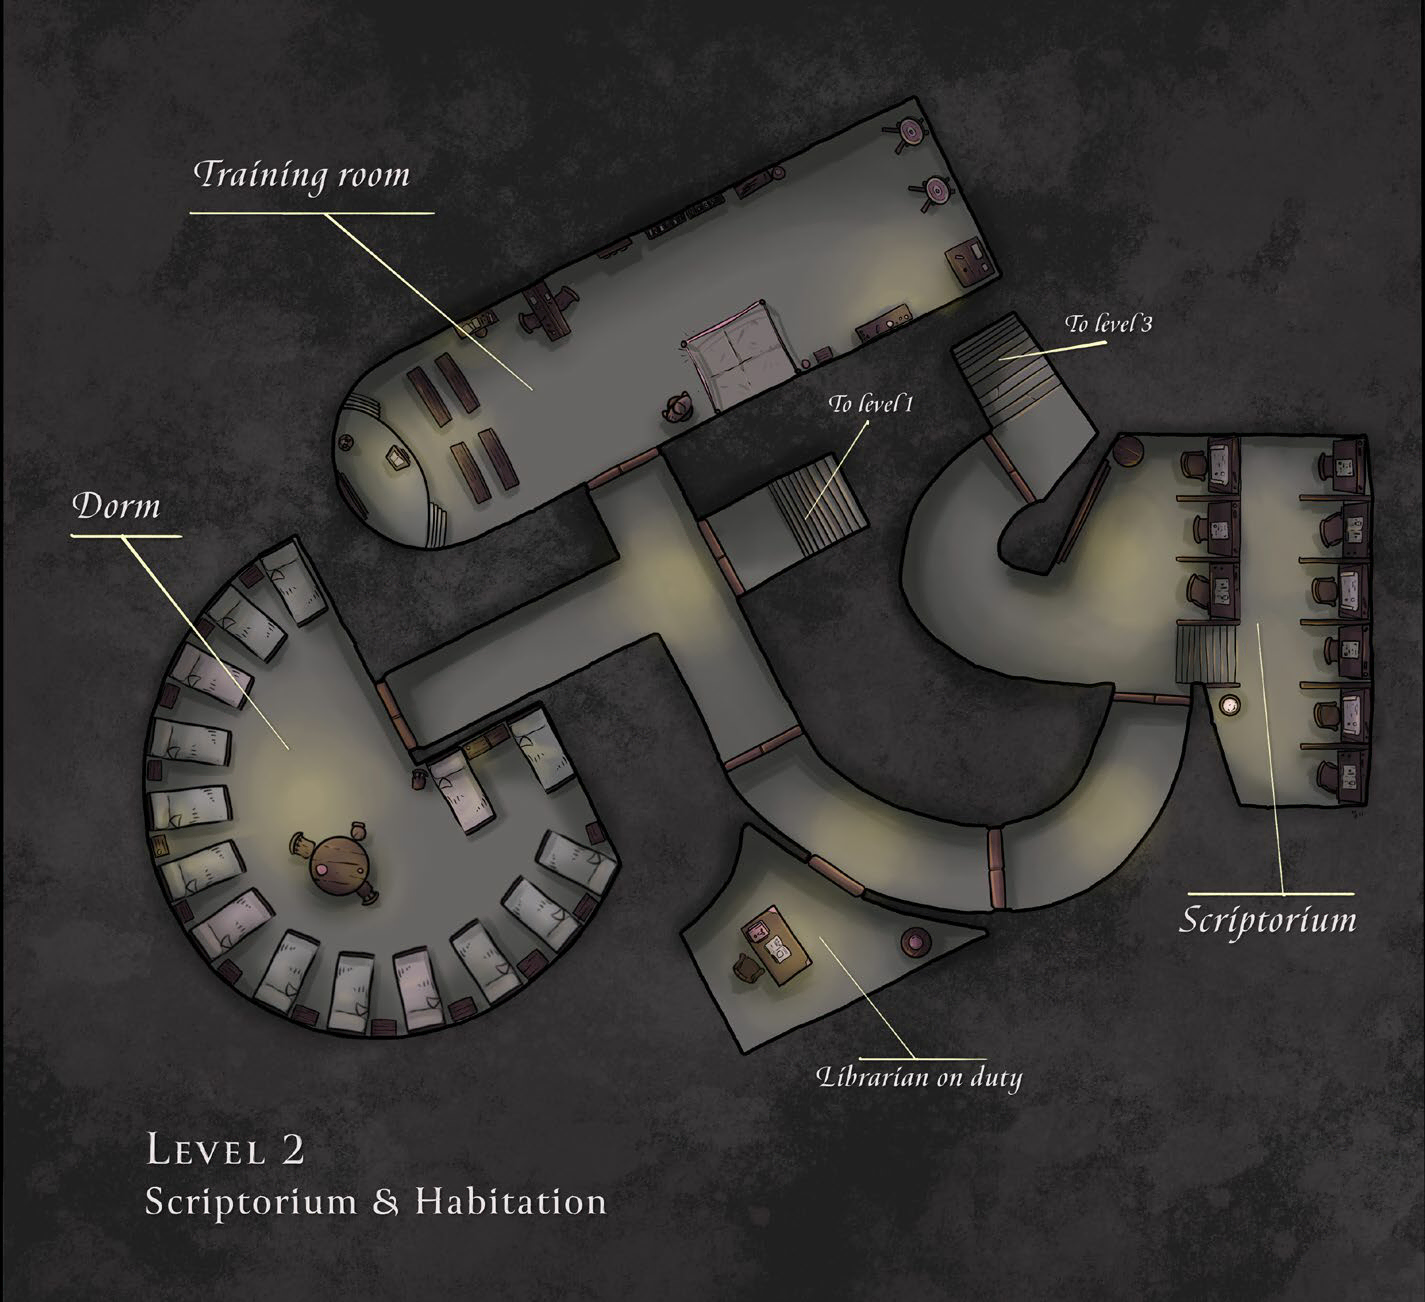 Training room
To level 3
To level 1
Dorm
Scriptorium
Librarian on duty
LEVEL 2
Scriptorium & Habitation